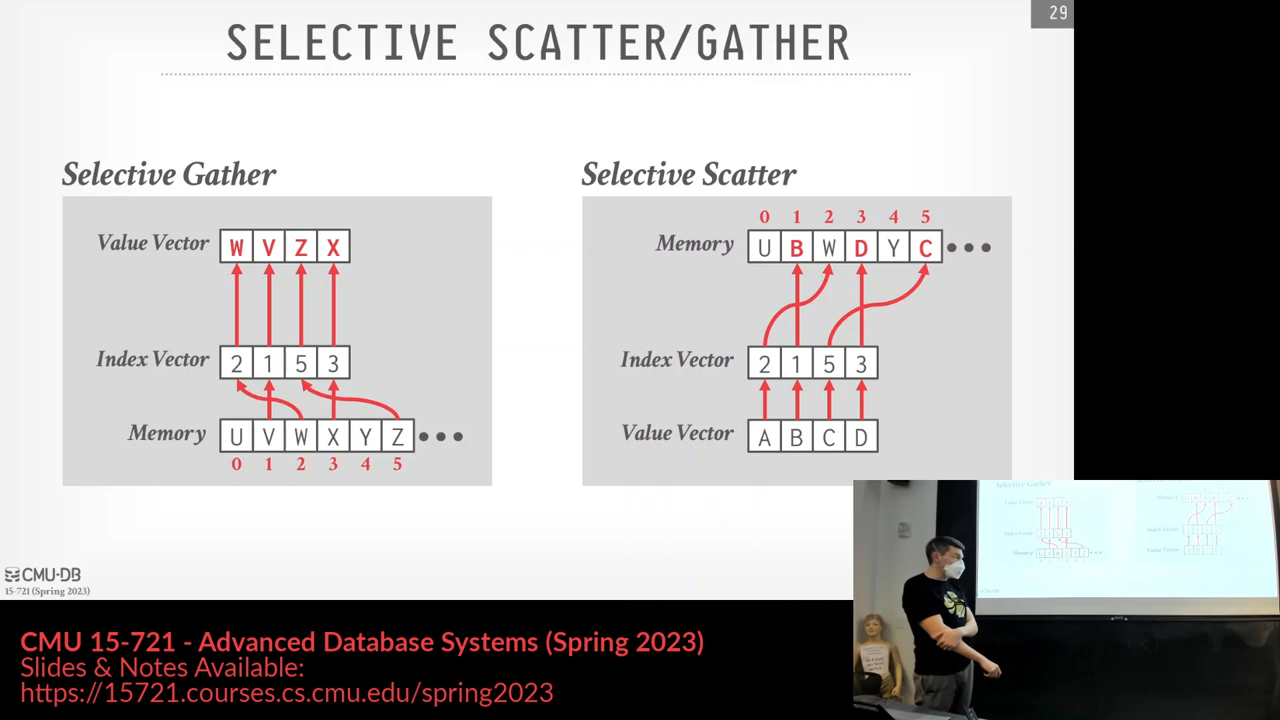 29
SELECTIVE SCATTER/GATHER
Selective Gather
Value Vector W V Z X
Index Vector 2 1 5 3
Memory U V W X Y Z
0 1 2 3 4 5
Selective Scatter
0 1 2 3 4 5
Memory U B W D Y C
Index Vector 2 1 5 3
Value Vector A B C D
CMU·DB
15-721 (Spring 2023)
CMU 15-721 - Advanced Database Systems (Spring 2023)
Slides & Notes Available:
https://15721.courses.cs.cmu.edu/spring2023